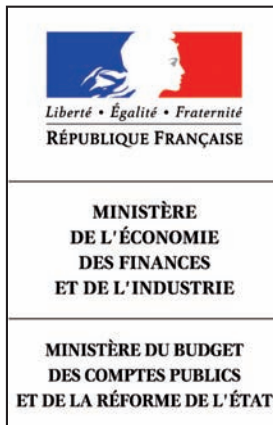 Liberté • Égalité • Fraternité
RÉPUBLIQUE FRANÇAISE
MINISTÈRE
DE L'ÉCONOMIE
DES FINANCES
ET DE L'INDUSTRIE
MINISTÈRE DU BUDGET
DES COMPTES PUBLICS
ET DE LA RÉFORME DE L'ÉTAT